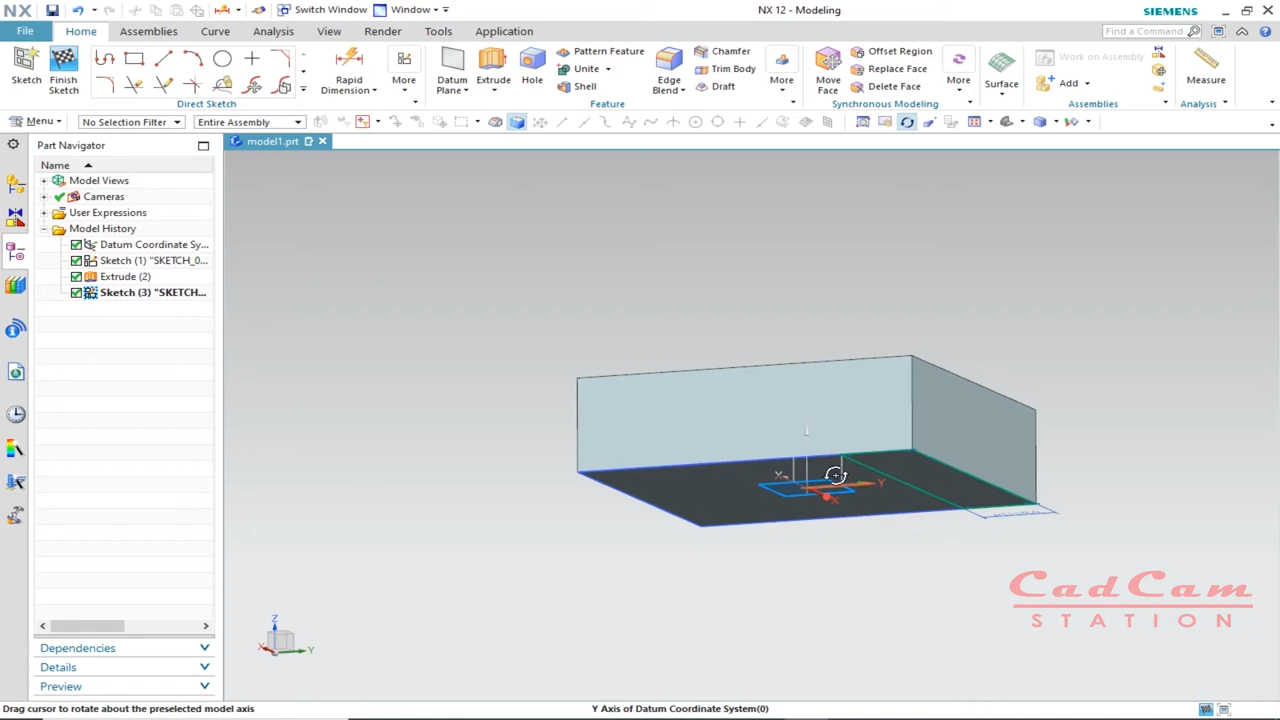 NX
Switch Window
Window
NX 12 - Modeling
SIEMENS
File
Home
Assemblies
Curve
Analysis
View
Render
Tools
Application
Find a Command
Sketch
Finish Sketch
Rapid Dimension
More
Direct Sketch
Datum Plane
Extrude
Hole
Pattern Feature
Unite
Shell
Edge Blend
Chamfer
Trim Body
Draft
More
Feature
Move Face
Offset Region
Replace Face
Delete Face
More
Synchronous Modeling
Surface
Work on Assembly
Add
Assemblies
Measure
Analysis
Menu
No Selection Filter
Entire Assembly
Part Navigator
model1.prt
Name
Model Views
Cameras
User Expressions
Model History
Datum Coordinate Sy...
Sketch (1) "SKETCH_0...
Extrude (2)
Sketch (3) "SKETCH...
X
Y
X
CadCam
STATION
Z
X
Y
Dependencies
Details
Preview
Drag cursor to rotate about the preselected model axis
Y Axis of Datum Coordinate System(0)